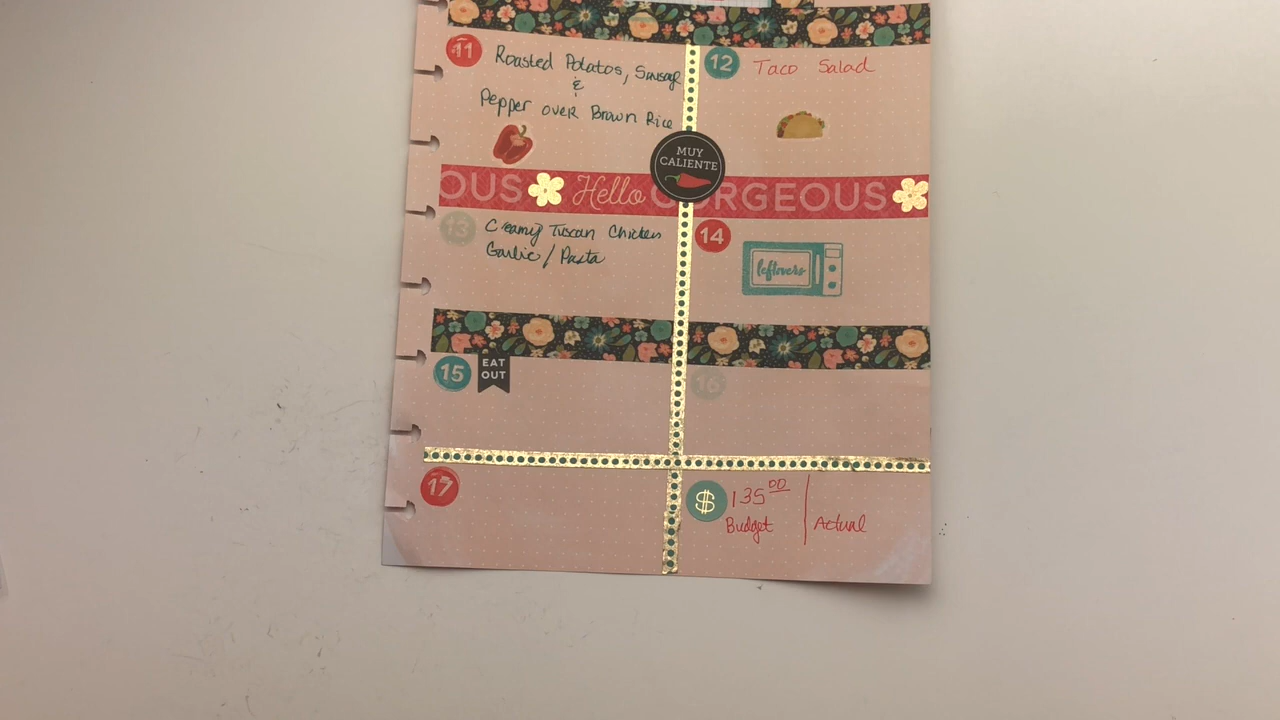 11
Roasted Potatos, Sausage
&
Pepper over Brown Rice
12
Taco Salad
MUY
CALIENTE
OUS Hello GORGEOUS
13
Creamy Tuscan Chicken
Garlic / Pasta
14
leftovers
15
EAT
OUT
16
17
$ 135.00
Budget | Actual